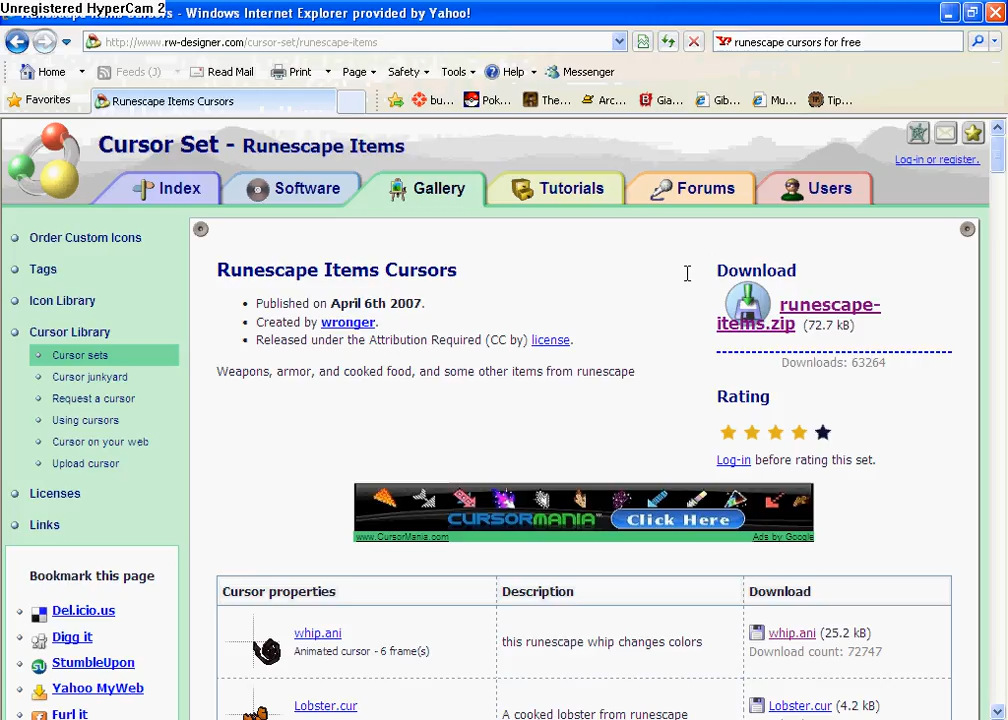 Unregistered HyperCam 2
- Windows Internet Explorer provided by Yahoo!
http://www.rw-designer.com/cursor-set/runescape-items
runescape cursors for free
Home Feeds (J) Read Mail Print Page Safety Tools Help Messenger
Favorites Runescape Items Cursors bu... Pok... The... Arc... Gia... Gib... Mu... Tip...
Cursor Set - Runescape Items
Log-in or register.
Index Software Gallery Tutorials Forums Users
Order Custom Icons
Tags
Icon Library
Cursor Library
Cursor sets
Cursor junkyard
Request a cursor
Using cursors
Cursor on your web
Upload cursor
Licenses
Links
Bookmark this page
Del.icio.us
Digg it
StumbleUpon
Yahoo MyWeb
Furl it
Runescape Items Cursors
Published on April 6th 2007.
Created by wronger.
Released under the Attribution Required (CC by) license.
Weapons, armor, and cooked food, and some other items from runescape
Download
runescape-
items.zip (72.7 kB)
Downloads: 63264
Rating
Log-in before rating this set.
CURSORMANIA Click Here
www.CursorMania.com Ads by Google
Cursor properties Description Download
whip.ani
Animated cursor - 6 frame(s)
this runescape whip changes colors
whip.ani (25.2 kB)
Download count: 72747
Lobster.cur
A cooked lobster from runescape
Lobster.cur (4.2 kB)